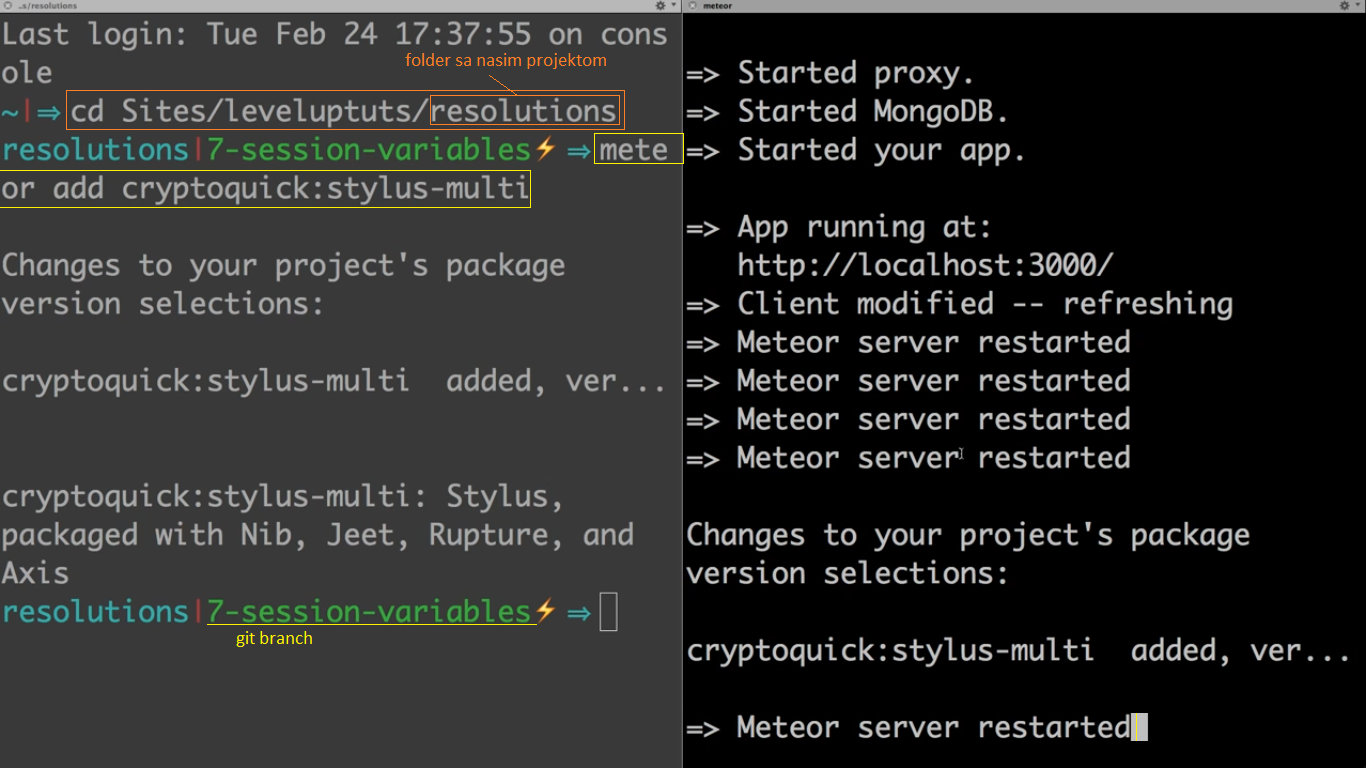 ..s/resolutions
Last login: Tue Feb 24 17:37:55 on cons
ole
folder sa nasim projektom
~|⇒ cd Sites/leveluptuts/resolutions
resolutions|7-session-variables⚡ ⇒ mete
or add cryptoquick:stylus-multi
Changes to your project's package
version selections:
cryptoquick:stylus-multi  added, ver...
cryptoquick:stylus-multi: Stylus,
packaged with Nib, Jeet, Rupture, and
Axis
resolutions|7-session-variables⚡ ⇒
git branch
meteor
=> Started proxy.
=> Started MongoDB.
=> Started your app.
=> App running at:
http://localhost:3000/
=> Client modified -- refreshing
=> Meteor server restarted
=> Meteor server restarted
=> Meteor server restarted
=> Meteor server restarted
Changes to your project's package
version selections:
cryptoquick:stylus-multi  added, ver...
=> Meteor server restarted